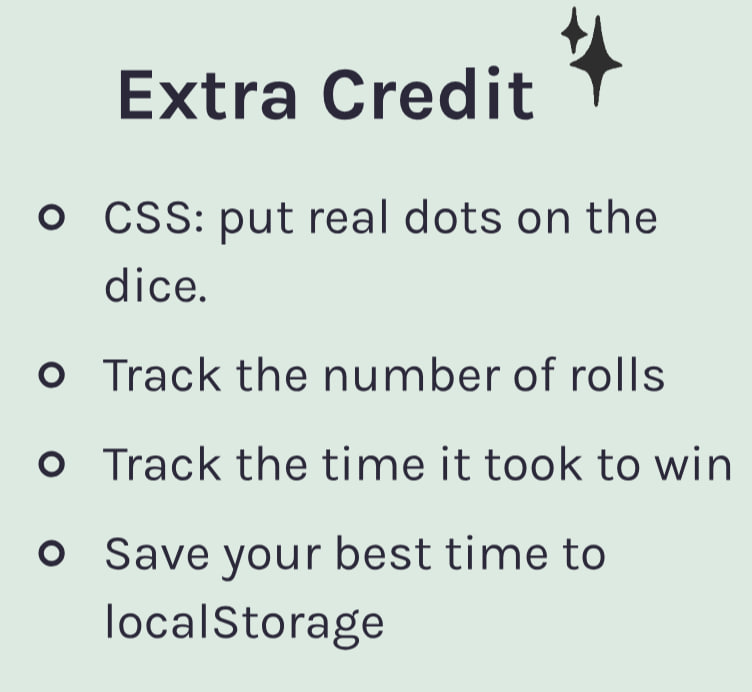 Extra Credit
CSS: put real dots on the
dice.
Track the number of rolls
Track the time it took to win
Save your best time to
localStorage